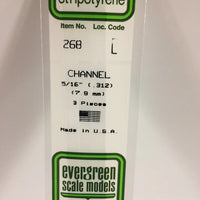 styrene
Item No. Loc. Code
268 L
CHANNEL
5/16" (.312)
(7.9 mm)
3 Pieces
Made in U.S.A.
evergreen
scale models